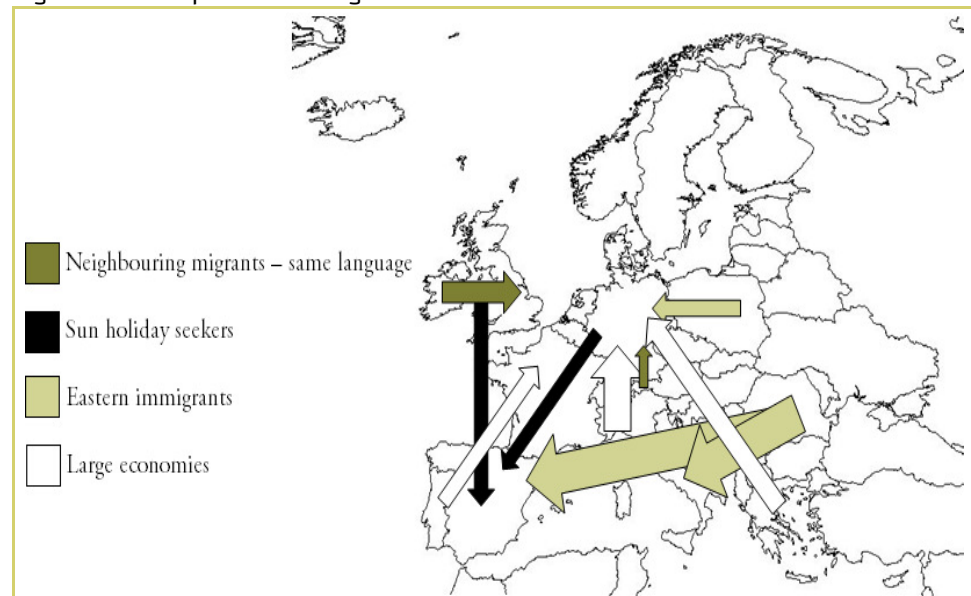 Neighbouring migrants – same language
Sun holiday seekers
Eastern immigrants
Large economies